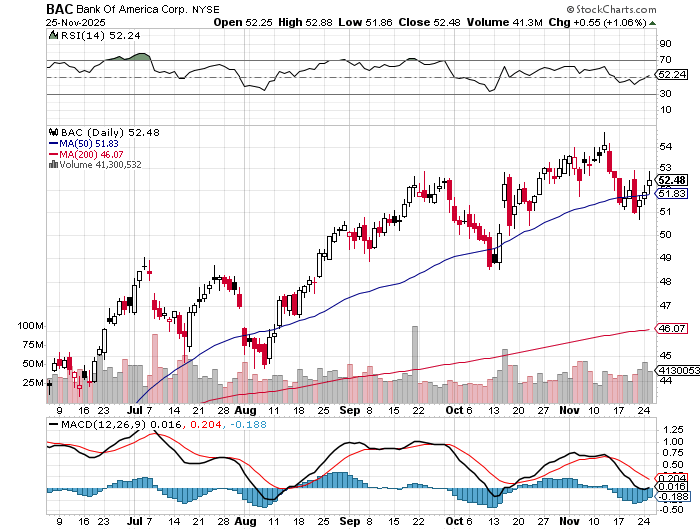 BAC Bank Of America Corp. NYSE © StockCharts.com
25-Nov-2025 Open 52.25 High 52.88 Low 51.86 Close 52.48 Volume 41.3M Chg +0.55 (+1.06%)
RSI(14) 52.24
90
70
52.24
30
10
BAC (Daily) 52.48
MA(50) 51.83
MA(200) 46.07
Volume 41,300,532
54
53
52.48
51.83
51
50
49
48
47
46.07
45
44
100M
75M
50M
25M
4130053
9 16 23 Jul 7 14 21 Aug 11 18 25 Sep 8 15 22 Oct 6 13 20 27 Nov 10 17 24
MACD(12,26,9) 0.016, 0.204, -0.188
1.25
1.00
0.75
0.50
0.204
0.016
-0.188
-0.50
9 16 23 Jul 7 14 21 Aug 11 18 25 Sep 8 15 22 Oct 6 13 20 27 Nov 10 17 24